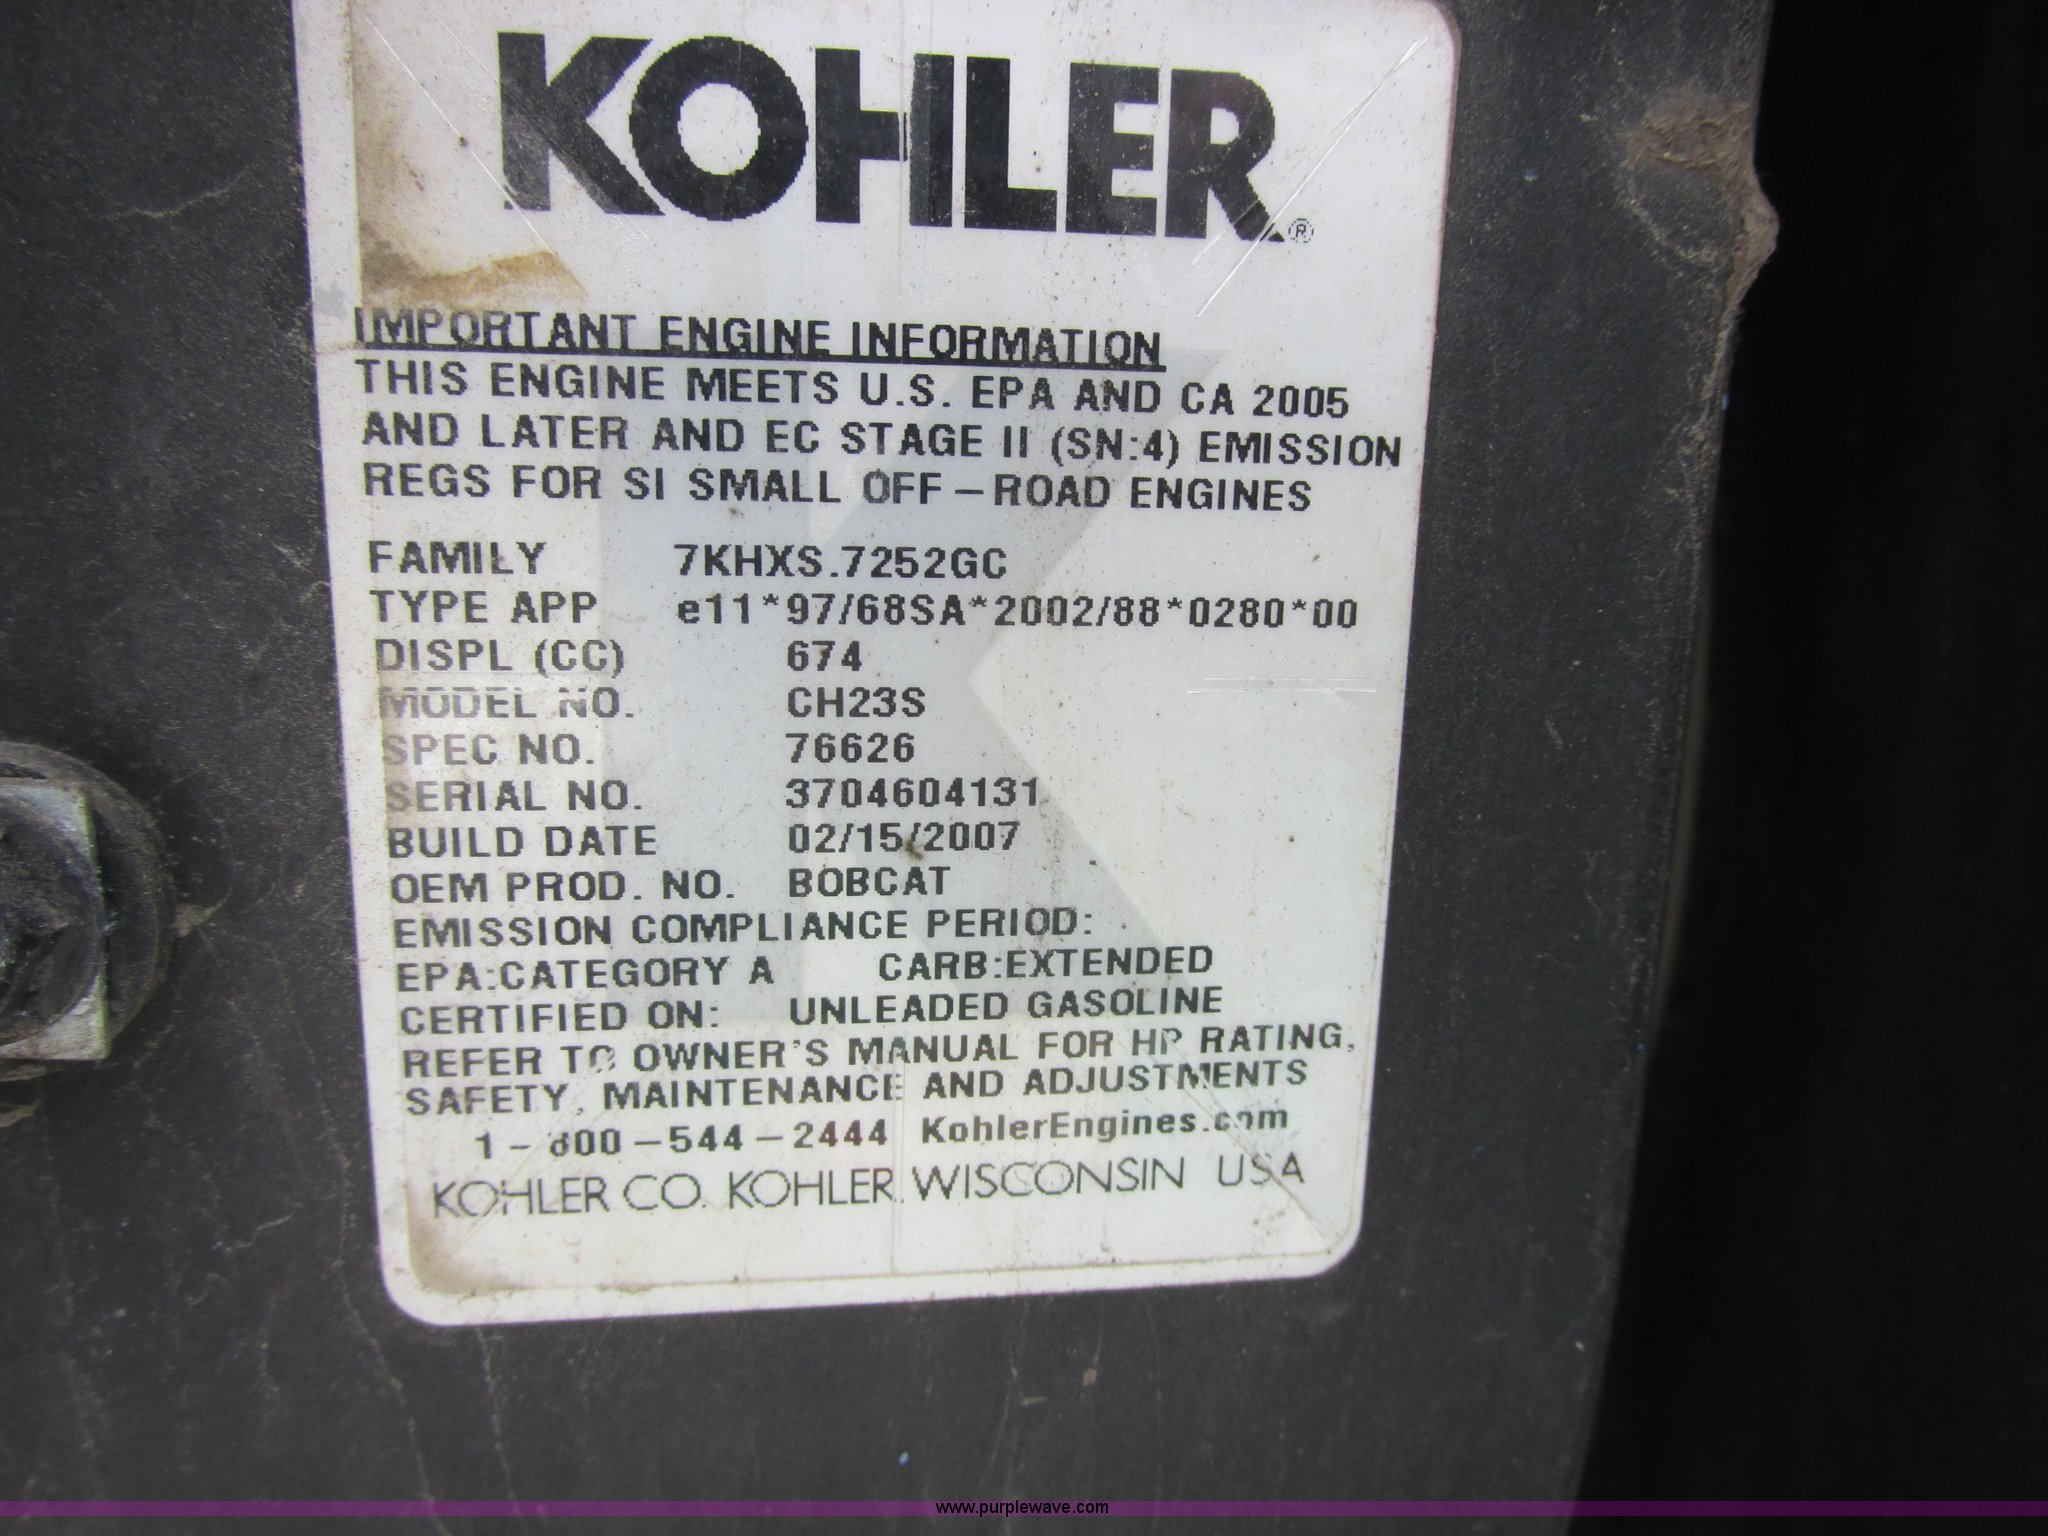 KOHLER®
IMPORTANT ENGINE INFORMATION
THIS ENGINE MEETS U.S. EPA AND CA 2005
AND LATER AND EC STAGE II (SN:4) EMISSION
REGS FOR SI SMALL OFF-ROAD ENGINES
FAMILY 7KHXS.7252GC
TYPE APP e11*97/68SA*2002/88*0280*00
DISPL (CC) 674
MODEL NO. CH23S
SPEC NO. 76626
SERIAL NO. 3704604131
BUILD DATE 02/15/2007
OEM PROD. NO. BOBCAT
EMISSION COMPLIANCE PERIOD:
EPA:CATEGORY A CARB:EXTENDED
CERTIFIED ON: UNLEADED GASOLINE
REFER TO OWNER'S MANUAL FOR HP RATING,
SAFETY, MAINTENANCE AND ADJUSTMENTS
1-800-544-2444 KohlerEngines.com
KOHLER CO. KOHLER, WISCONSIN USA
www.purplewave.com